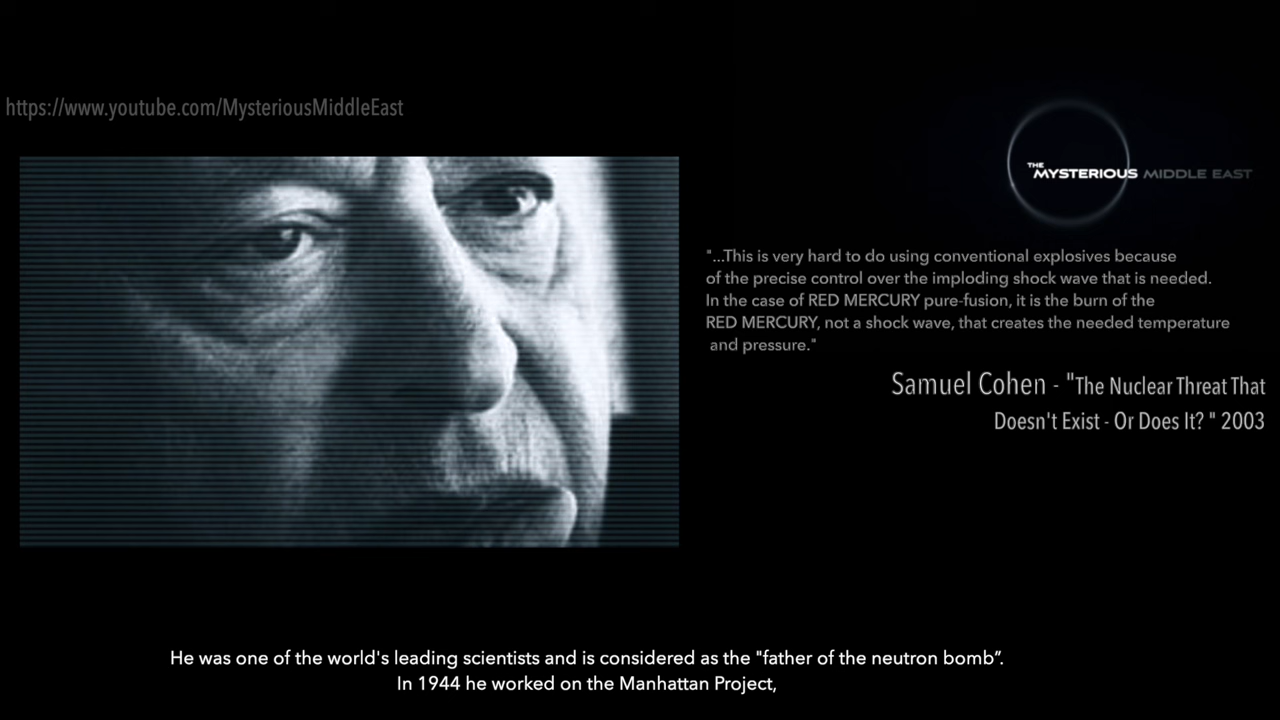 https://www.youtube.com/MysteriousMiddleEast
THE
MYSTERIOUS MIDDLE EAST
"...This is very hard to do using conventional explosives because
of the precise control over the imploding shock wave that is needed.
In the case of RED MERCURY pure-fusion, it is the burn of the
RED MERCURY, not a shock wave, that creates the needed temperature
and pressure."
Samuel Cohen - "The Nuclear Threat That
Doesn't Exist - Or Does It? " 2003
He was one of the world's leading scientists and is considered as the "father of the neutron bomb”.
In 1944 he worked on the Manhattan Project,